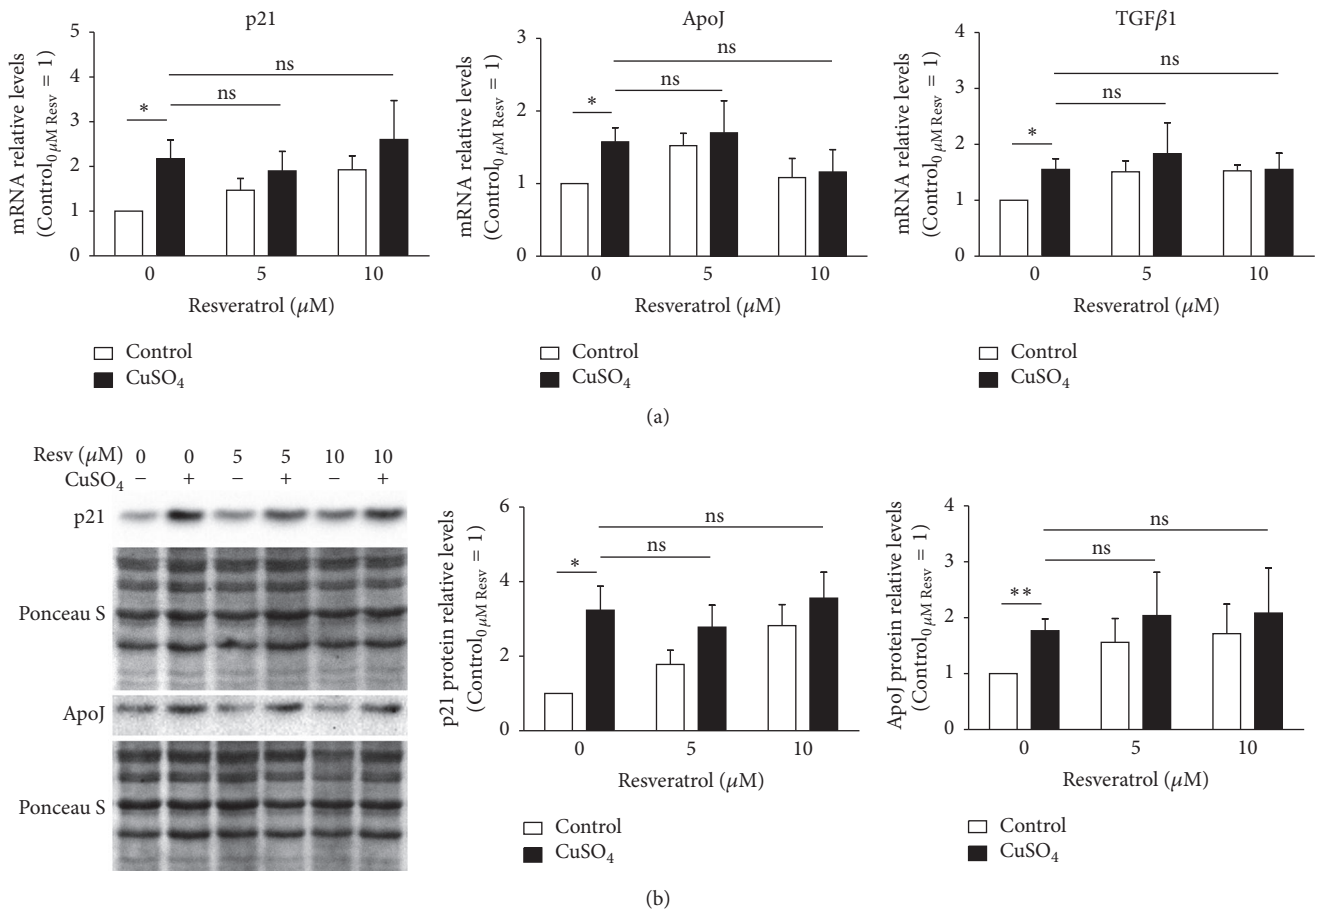 p21
mRNA relative levels
(Control0 μM Resv = 1)
5
4
3
2
1
0
*
ns
ns
0 5 10
Resveratrol (μM)
Control
CuSO4
ApoJ
mRNA relative levels
(Control0 μM Resv = 1)
3
2
1
0
*
ns
ns
0 5 10
Resveratrol (μM)
Control
CuSO4
TGFβ1
mRNA relative levels
(Control0 μM Resv = 1)
4
3
2
1
0
*
ns
ns
0 5 10
Resveratrol (μM)
Control
CuSO4
(a)
Resv (μM) 0 0 5 5 10 10
CuSO4 − + − + − +
p21
Ponceau S
ApoJ
Ponceau S
p21 protein relative levels
(Control0 μM Resv = 1)
6
4
2
0
*
ns
ns
0 5 10
Resveratrol (μM)
Control
CuSO4
ApoJ protein relative levels
(Control0 μM Resv = 1)
4
3
2
1
0
**
ns
ns
0 5 10
Resveratrol (μM)
Control
CuSO4
(b)